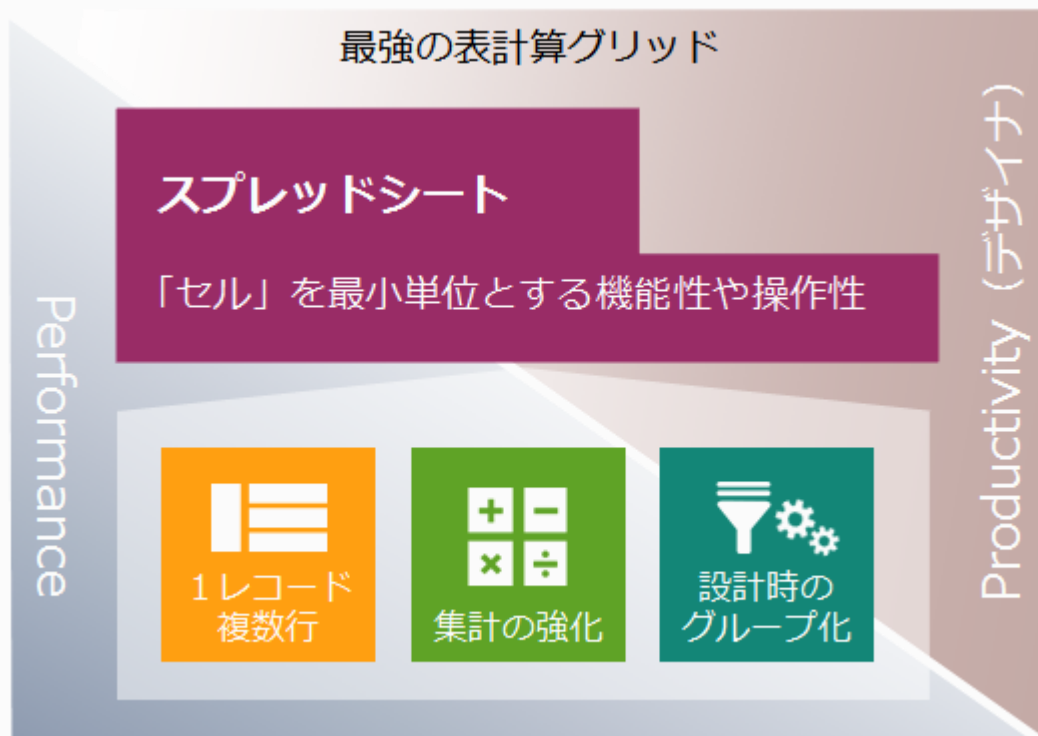 最強の表計算グリッド
スプレッドシート
「セル」を最小単位とする機能性や操作性
Performance
Productivity（デザイナ）
１レコード
複数行
集計の強化
設計時の
グループ化